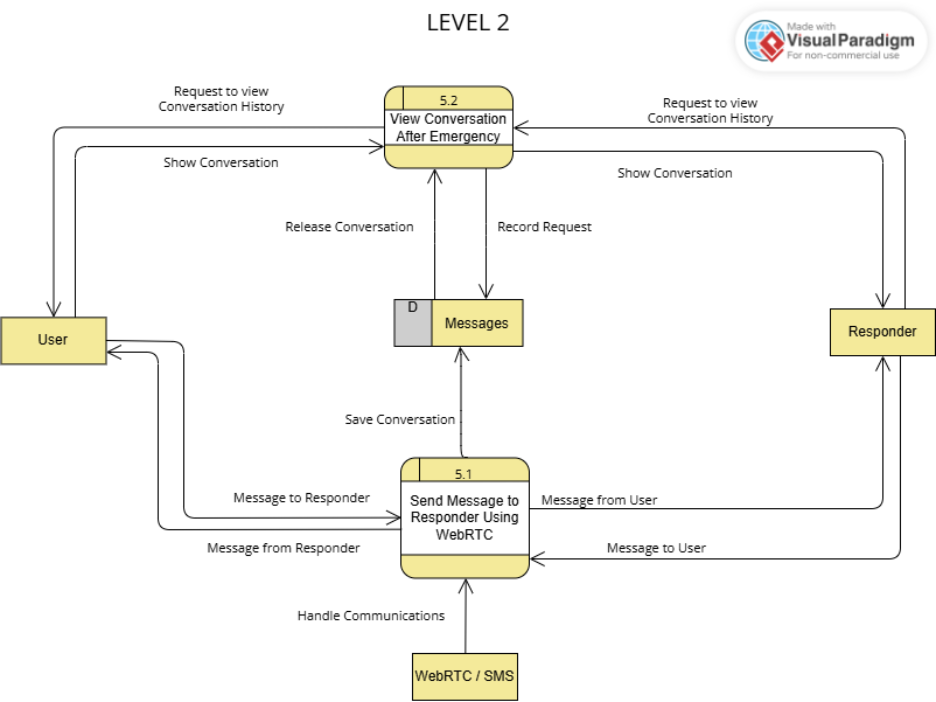 LEVEL 2
Made with
Visual Paradigm
For non-commercial use
Request to view
Conversation History
5.2
View Conversation
After Emergency
Request to view
Conversation History
Show Conversation
Show Conversation
Release Conversation
Record Request
D
Messages
User
Responder
Save Conversation
5.1
Send Message to
Responder Using
WebRTC
Message to Responder
Message from User
Message from Responder
Message to User
Handle Communications
WebRTC / SMS